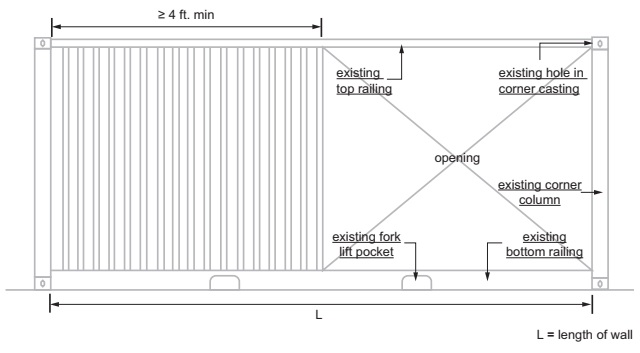 ≥ 4 ft. min
existing
top railing
existing hole in
corner casting
opening
existing corner
column
existing fork
lift pocket
existing
bottom railing
L
L = length of wall